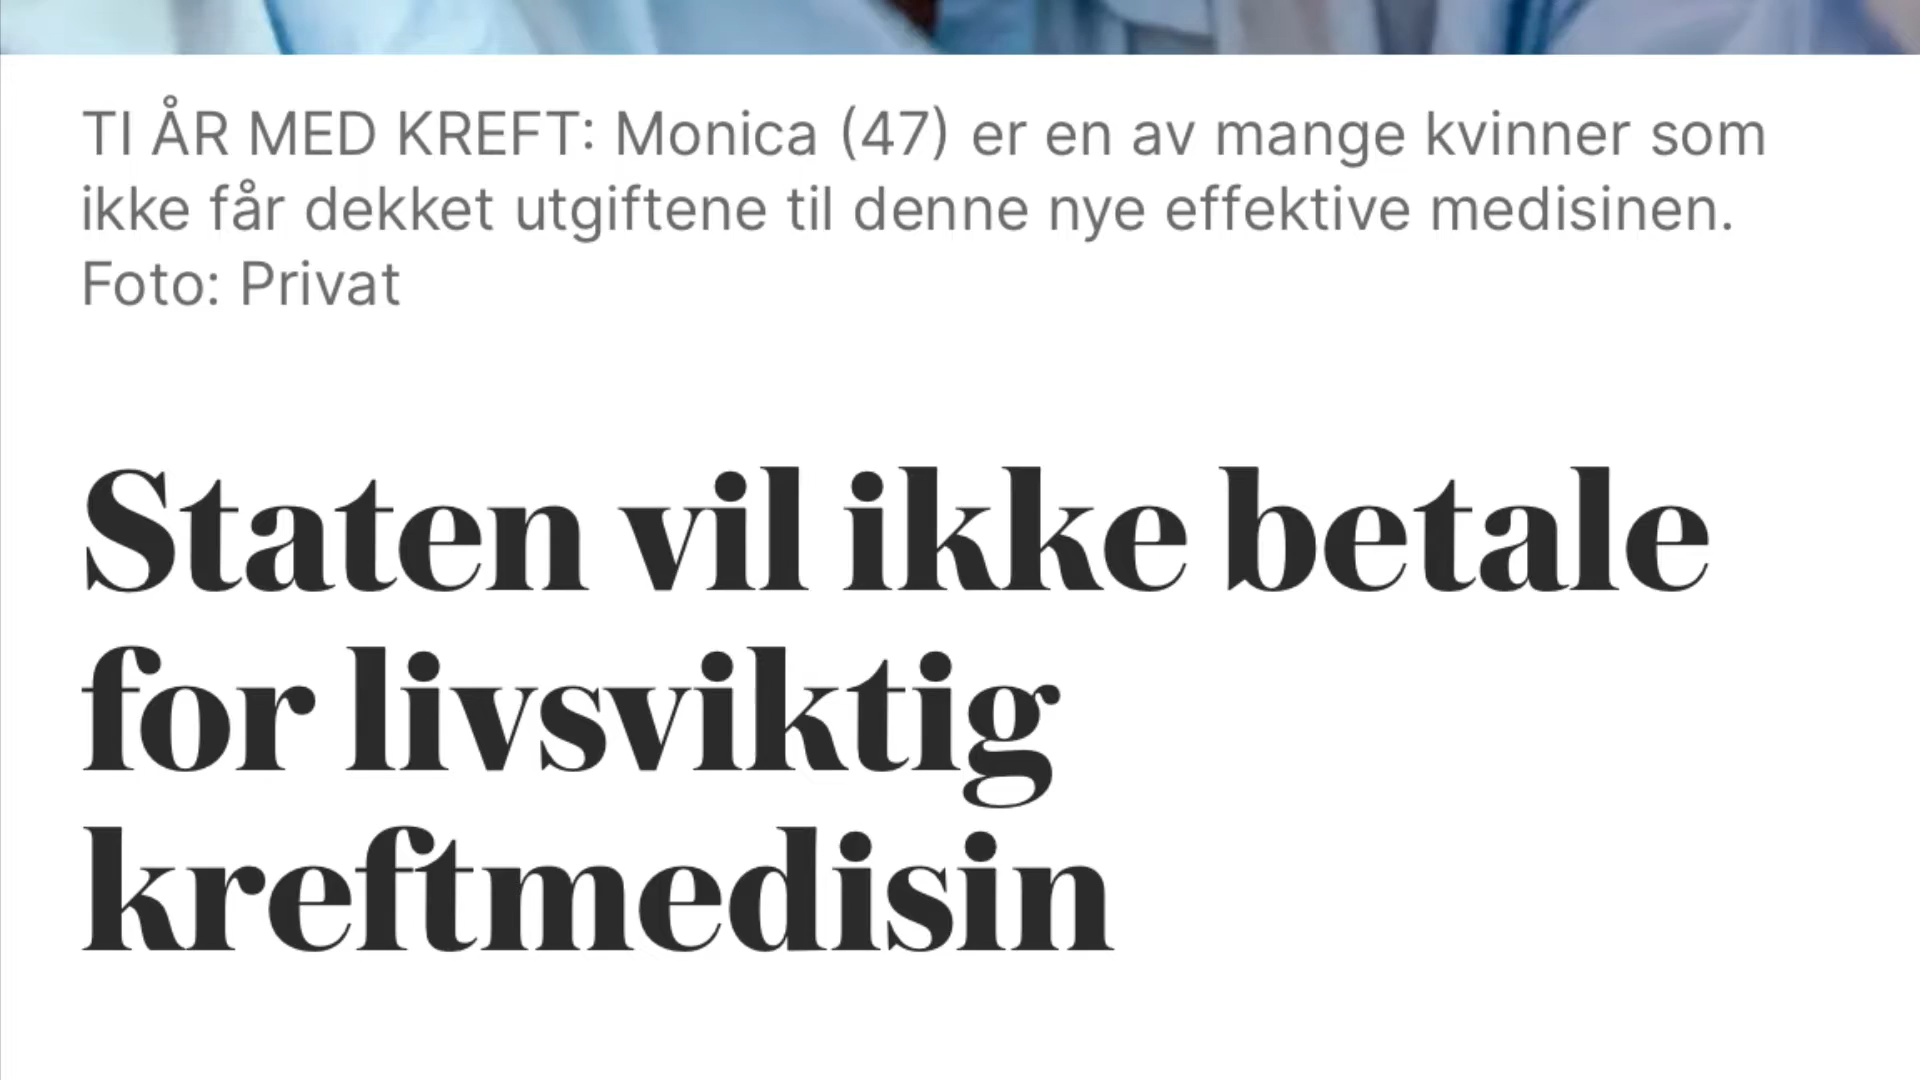 TI ÅR MED KREFT: Monica (47) er en av mange kvinner som
ikke får dekket utgiftene til denne nye effektive medisinen.
Foto: Privat
Staten vil ikke betale
for livsviktig
kreftmedisin